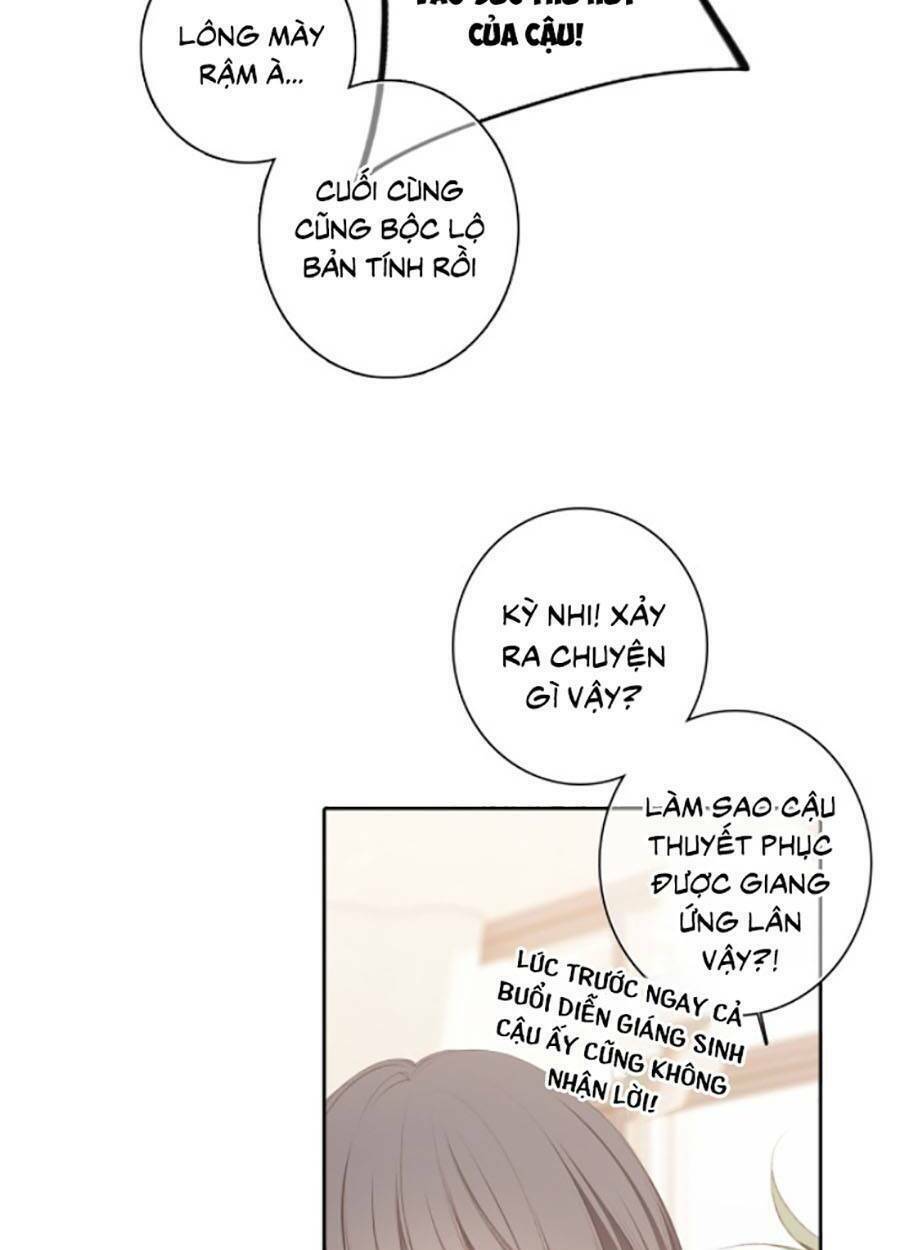 CỦA CẬU!
LÔNG MÀY
RẬM À...
CUỐI CÙNG
CŨNG BỘC LỘ
BẢN TÍNH RỒI
KỲ NHI! XẢY
RA CHUYỆN
GÌ VẬY?
LÀM SAO CẬU
THUYẾT PHỤC
ĐƯỢC GIANG
ỨNG LÂN
VẬY?!
LÚC TRƯỚC NGAY CẢ
BUỔI DIỄN GIÁNG SINH
CẬU ẤY CŨNG KHÔNG
NHẬN LỜI!